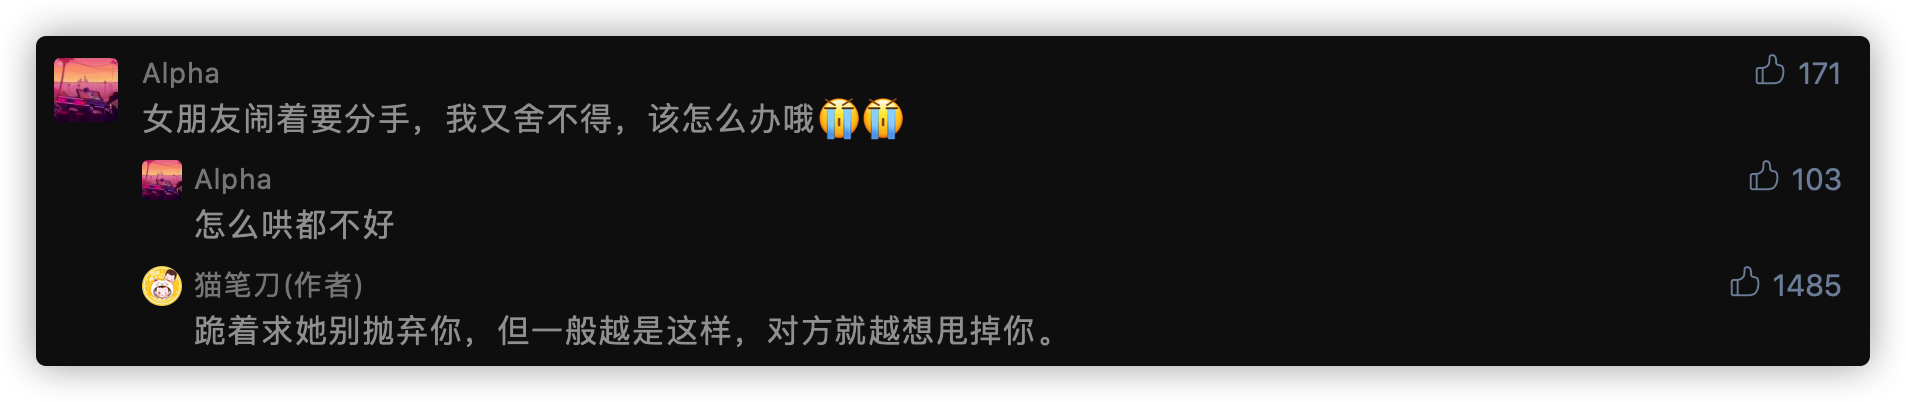 Alpha
171
女朋友闹着要分手，我又舍不得，该怎么办哦😭😭
Alpha
103
怎么哄都不好
猫笔刀(作者)
1485
跪着求她别抛弃你，但一般越是这样，对方就越想甩掉你。